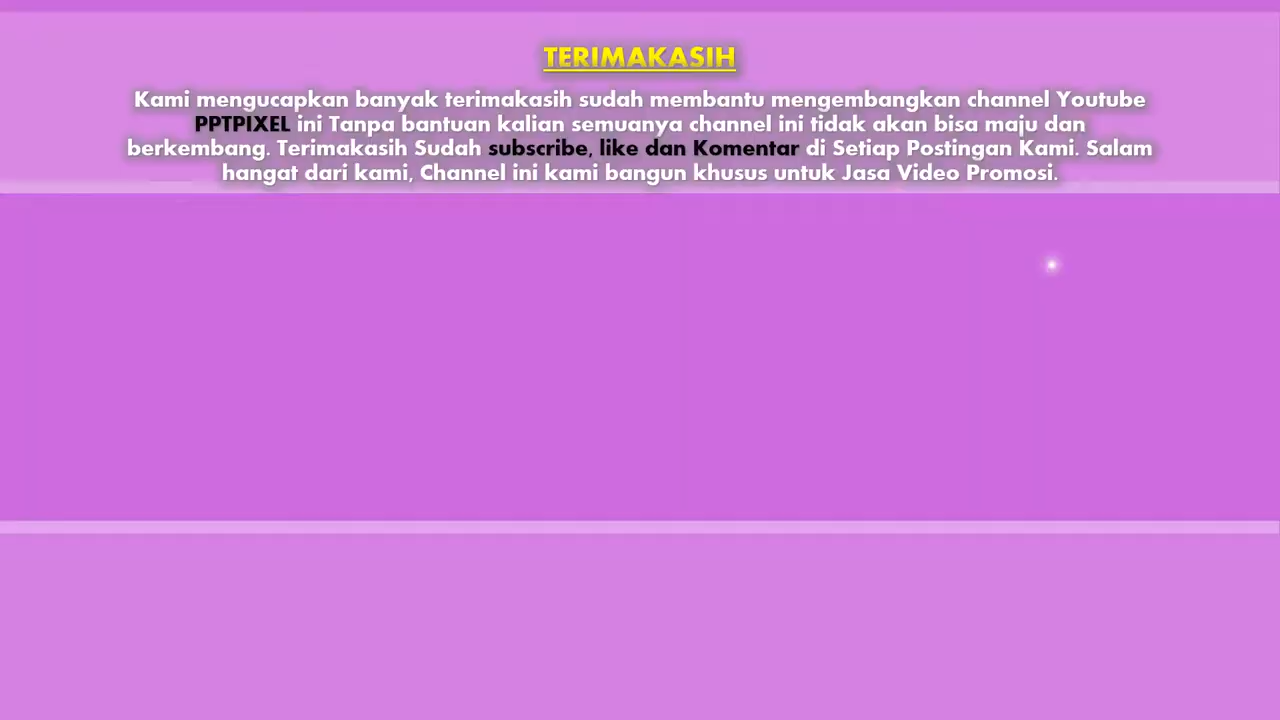 TERIMAKASIH
Kami mengucapkan banyak terimakasih sudah membantu mengembangkan channel Youtube
PPTPIXEL ini Tanpa bantuan kalian semuanya channel ini tidak akan bisa maju dan
berkembang. Terimakasih Sudah subscribe, like dan Komentar di Setiap Postingan Kami. Salam
hangat dari kami, Channel ini kami bangun khusus untuk Jasa Video Promosi.